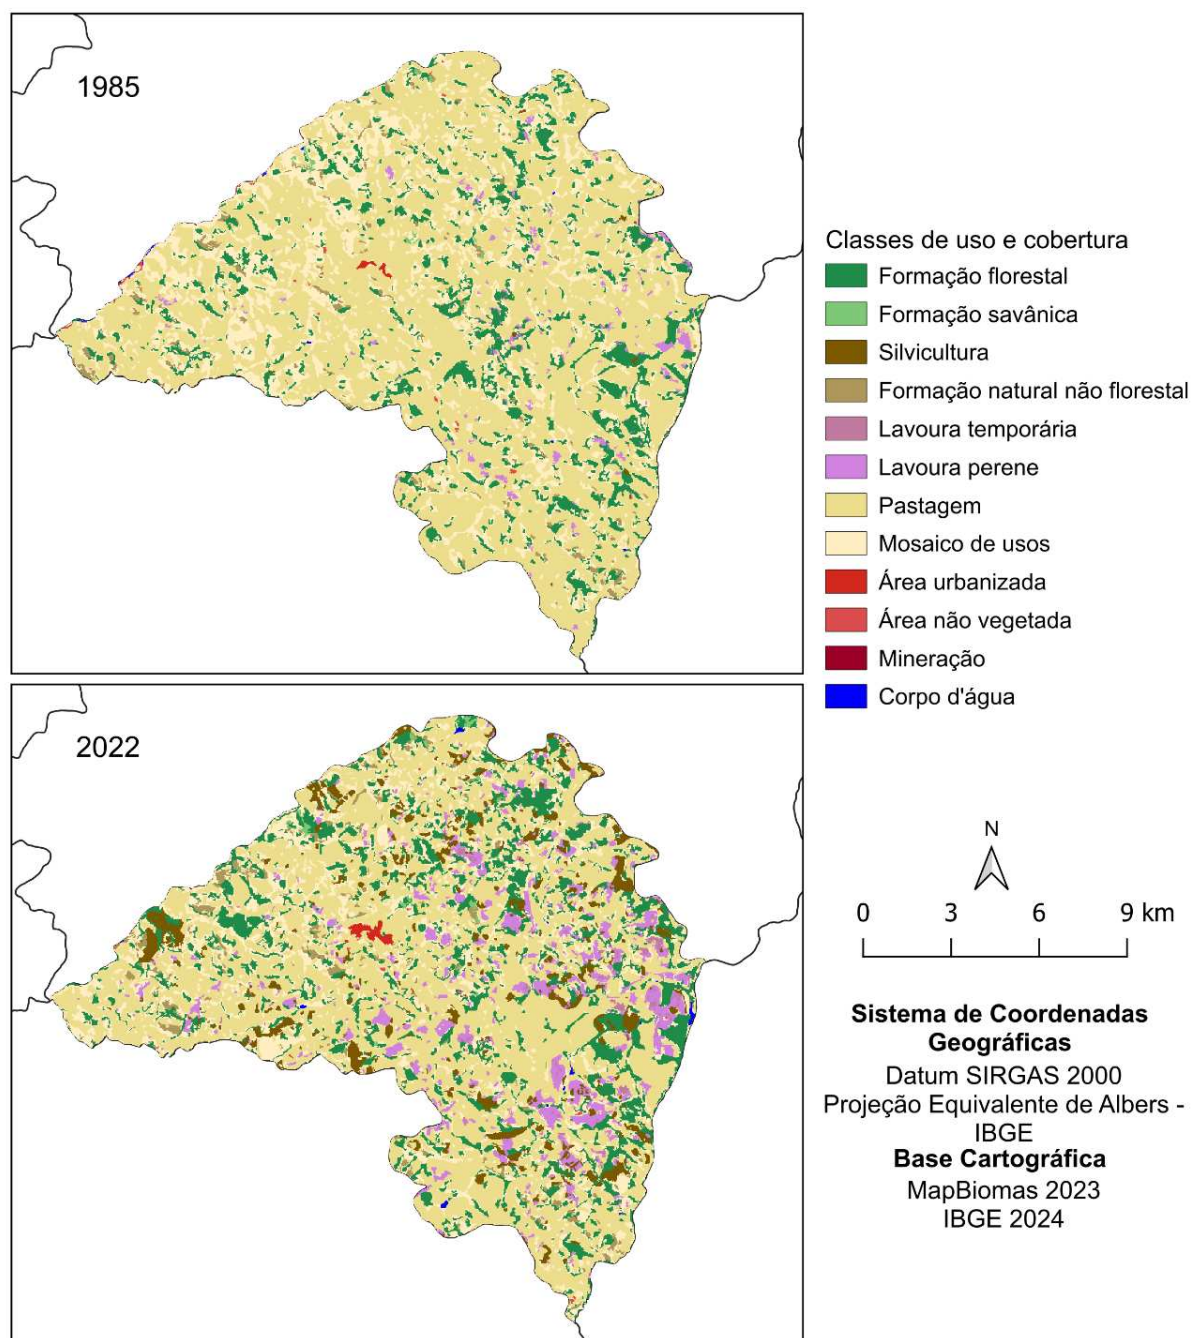 1985
Classes de uso e cobertura
Formação florestal
Formação savânica
Silvicultura
Formação natural não florestal
Lavoura temporária
Lavoura perene
Pastagem
Mosaico de usos
Área urbanizada
Área não vegetada
Mineração
Corpo d'água
2022
N
0 3 6 9 km
Sistema de Coordenadas
Geográficas
Datum SIRGAS 2000
Projeção Equivalente de Albers -
IBGE
Base Cartográfica
MapBiomas 2023
IBGE 2024